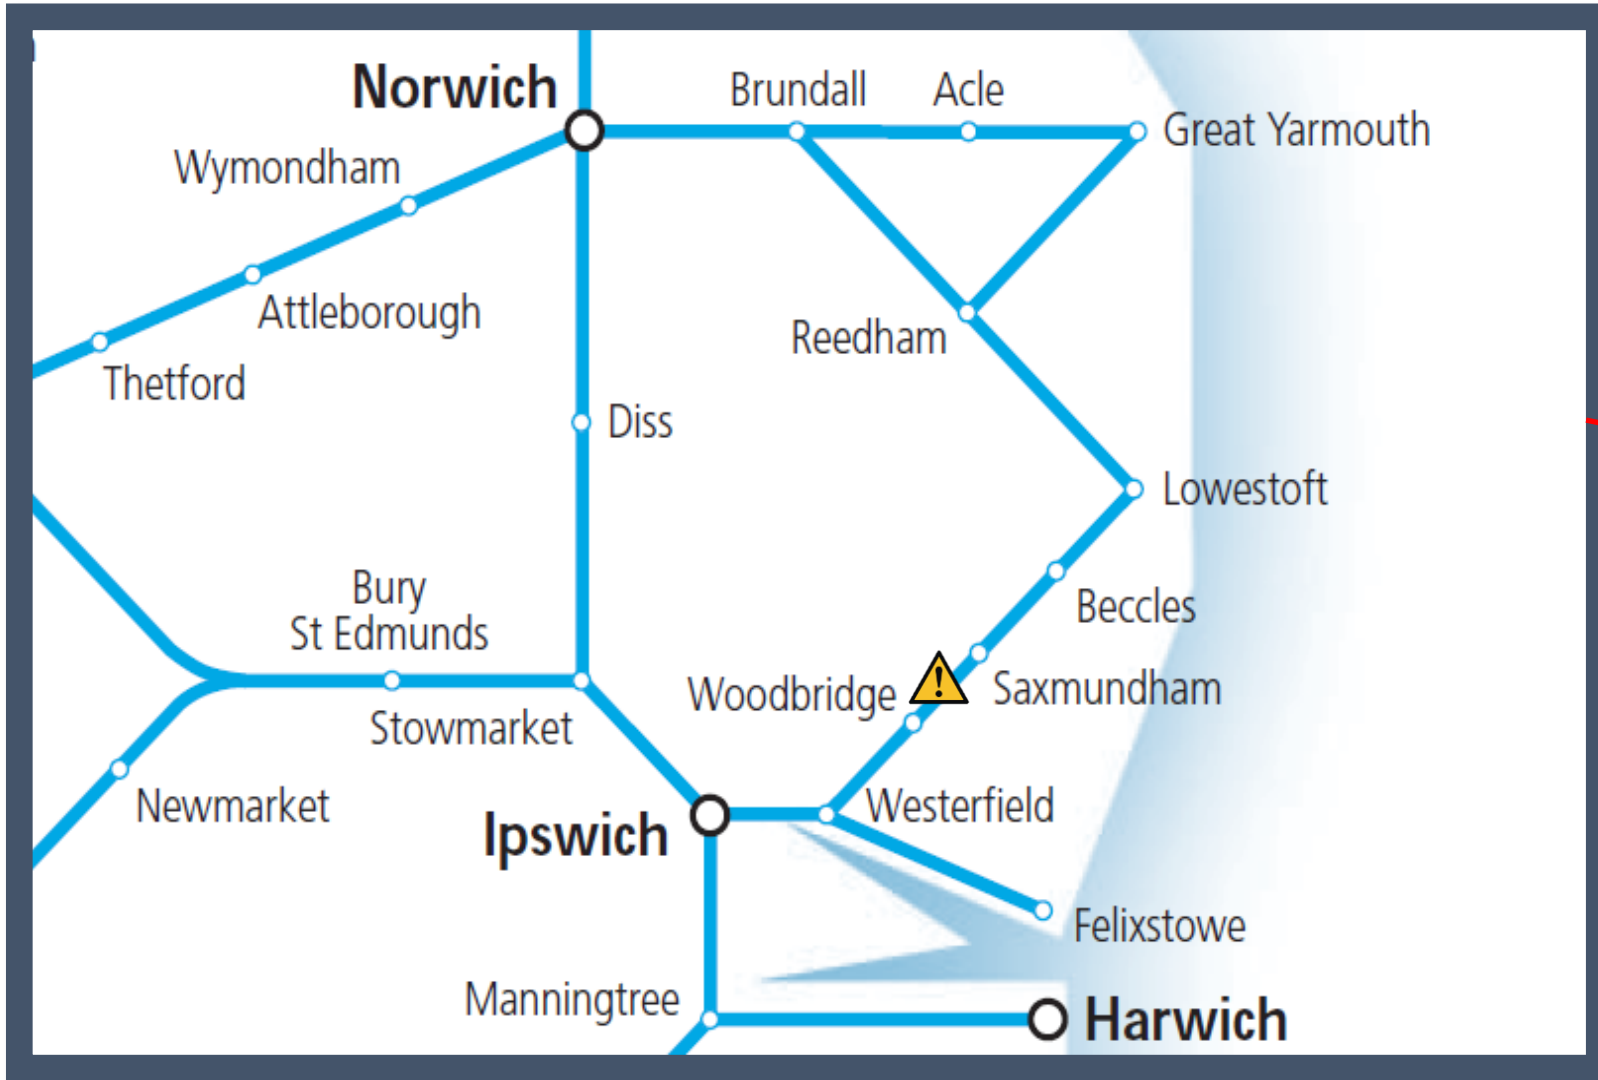 Norwich
Brundall
Acle
Great Yarmouth
Wymondham
Attleborough
Reedham
Thetford
Diss
Lowestoft
Bury
St Edmunds
Beccles
Woodbridge
!
Saxmundham
Stowmarket
Newmarket
Ipswich
Westerfield
Felixstowe
Manningtree
Harwich